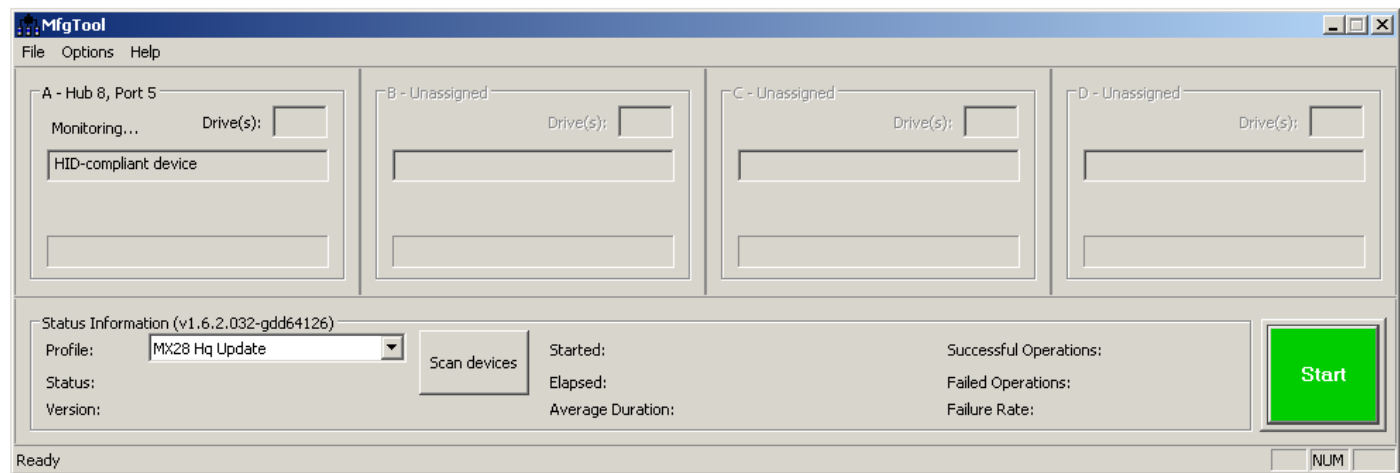 MfgTool
File Options Help
A - Hub 8, Port 5
Monitoring... Drive(s):
HID-compliant device
B - Unassigned
Drive(s):
C - Unassigned
Drive(s):
D - Unassigned
Drive(s):
Status Information (v1.6.2.032-gdd64126)
Profile: MX28 Hq Update
Status:
Version:
Scan devices
Started:
Elapsed:
Average Duration:
Successful Operations:
Failed Operations:
Failure Rate:
Start
Ready NUM